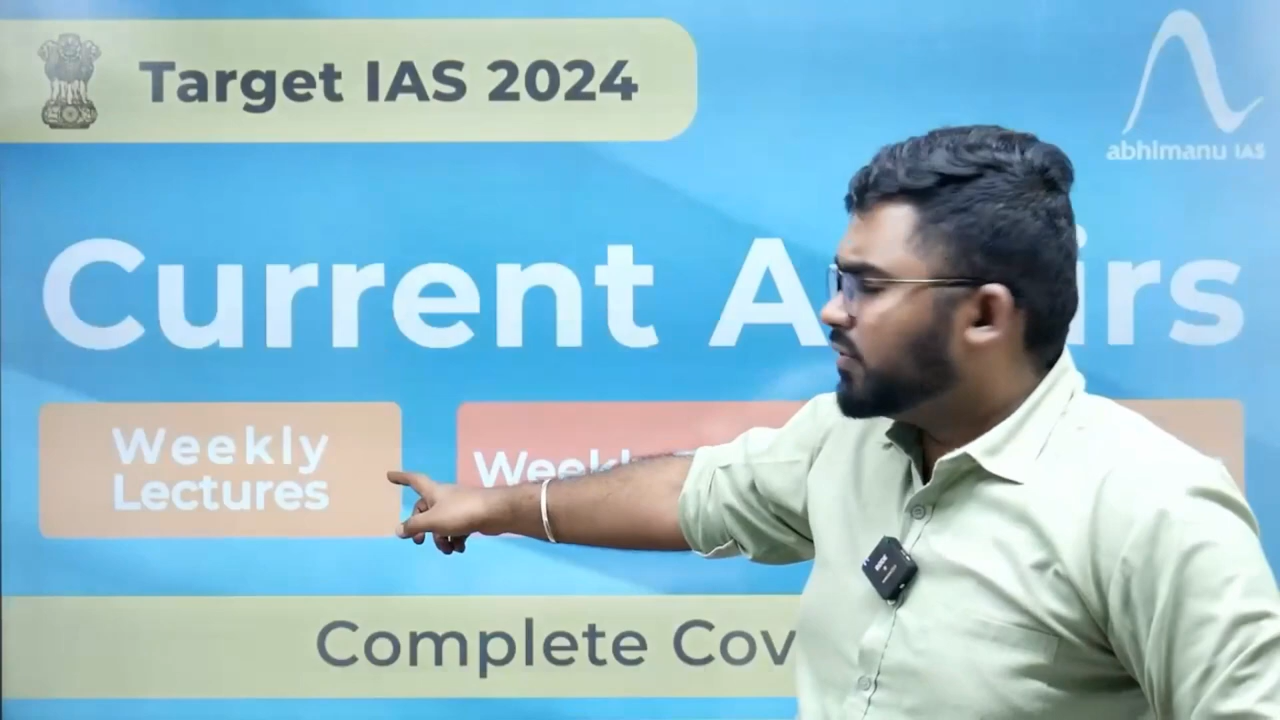 Target IAS 2024
abhimanu IAS
Current A irs
Weekly
Lectures
Complete Cov